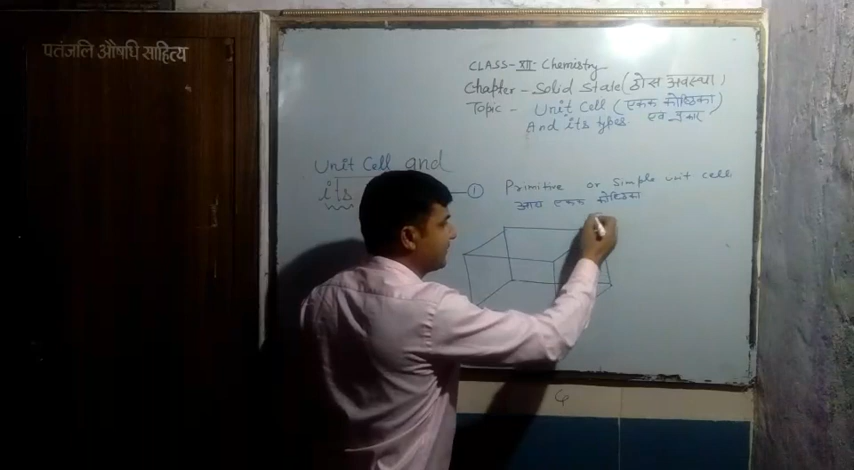 पतंजलि औषधि साहित्य
CLASS-XII-Chemistry
Chapter - Solid State (ठोस अवस्था)
Topic - Unit Cell (एकक कोष्ठिका)
And its types एवं प्रकार
Unit Cell and
its
① Primitive or Simple unit cell
आद्य एकक कोष्ठिका